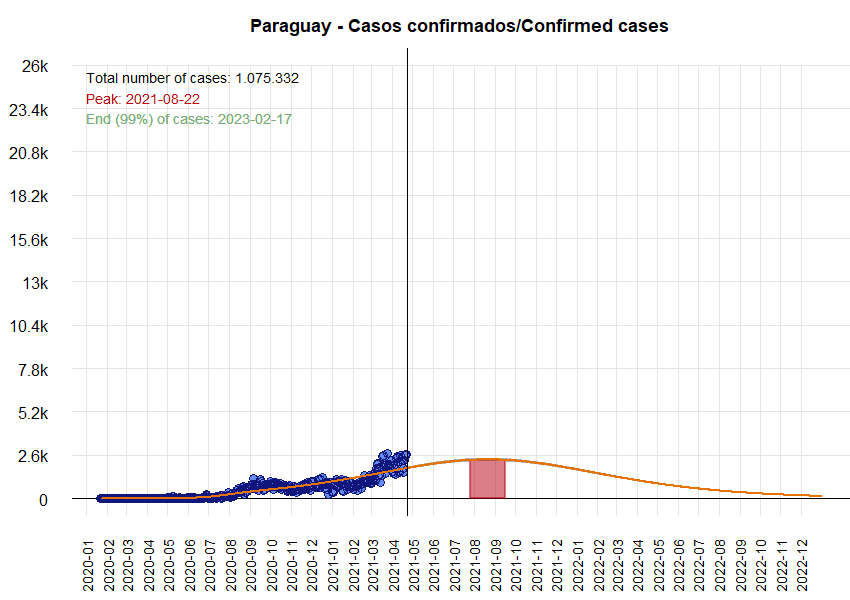 Paraguay - Casos confirmados/Confirmed cases
26k
23.4k
20.8k
18.2k
15.6k
13k
10.4k
7.8k
5.2k
2.6k
0
Total number of cases: 1.075.332
Peak: 2021-08-22
End (99%) of cases: 2023-02-17
2020-01
2020-02
2020-03
2020-04
2020-05
2020-06
2020-07
2020-08
2020-09
2020-10
2020-11
2020-12
2021-01
2021-02
2021-03
2021-04
2021-05
2021-06
2021-07
2021-08
2021-09
2021-10
2021-11
2021-12
2022-01
2022-02
2022-03
2022-04
2022-05
2022-06
2022-07
2022-08
2022-09
2022-10
2022-11
2022-12